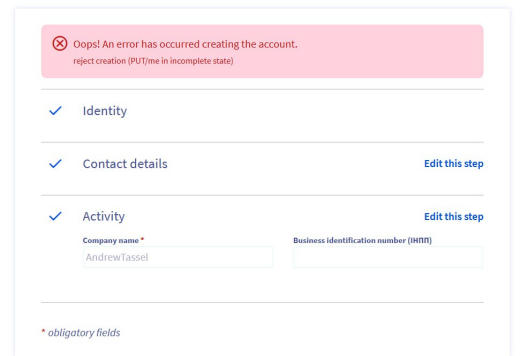 Oops! An error has occurred creating the account.
reject creation (PUT/me in incomplete state)
Identity
Contact details
Edit this step
Activity
Edit this step
Company name *
Business identification number (ІНПП)
AndrewTassel
* obligatory fields